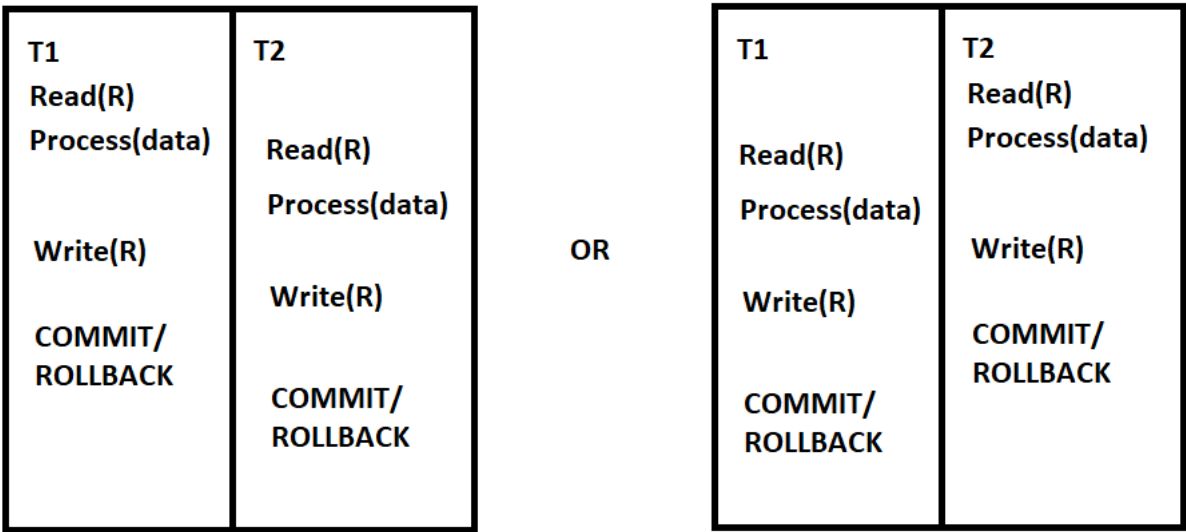 T1
Read(R)
Process(data)
Write(R)
COMMIT/
ROLLBACK
T2
Read(R)
Process(data)
Write(R)
COMMIT/
ROLLBACK
OR
T1
Read(R)
Process(data)
Write(R)
COMMIT/
ROLLBACK
T2
Read(R)
Process(data)
Write(R)
COMMIT/
ROLLBACK